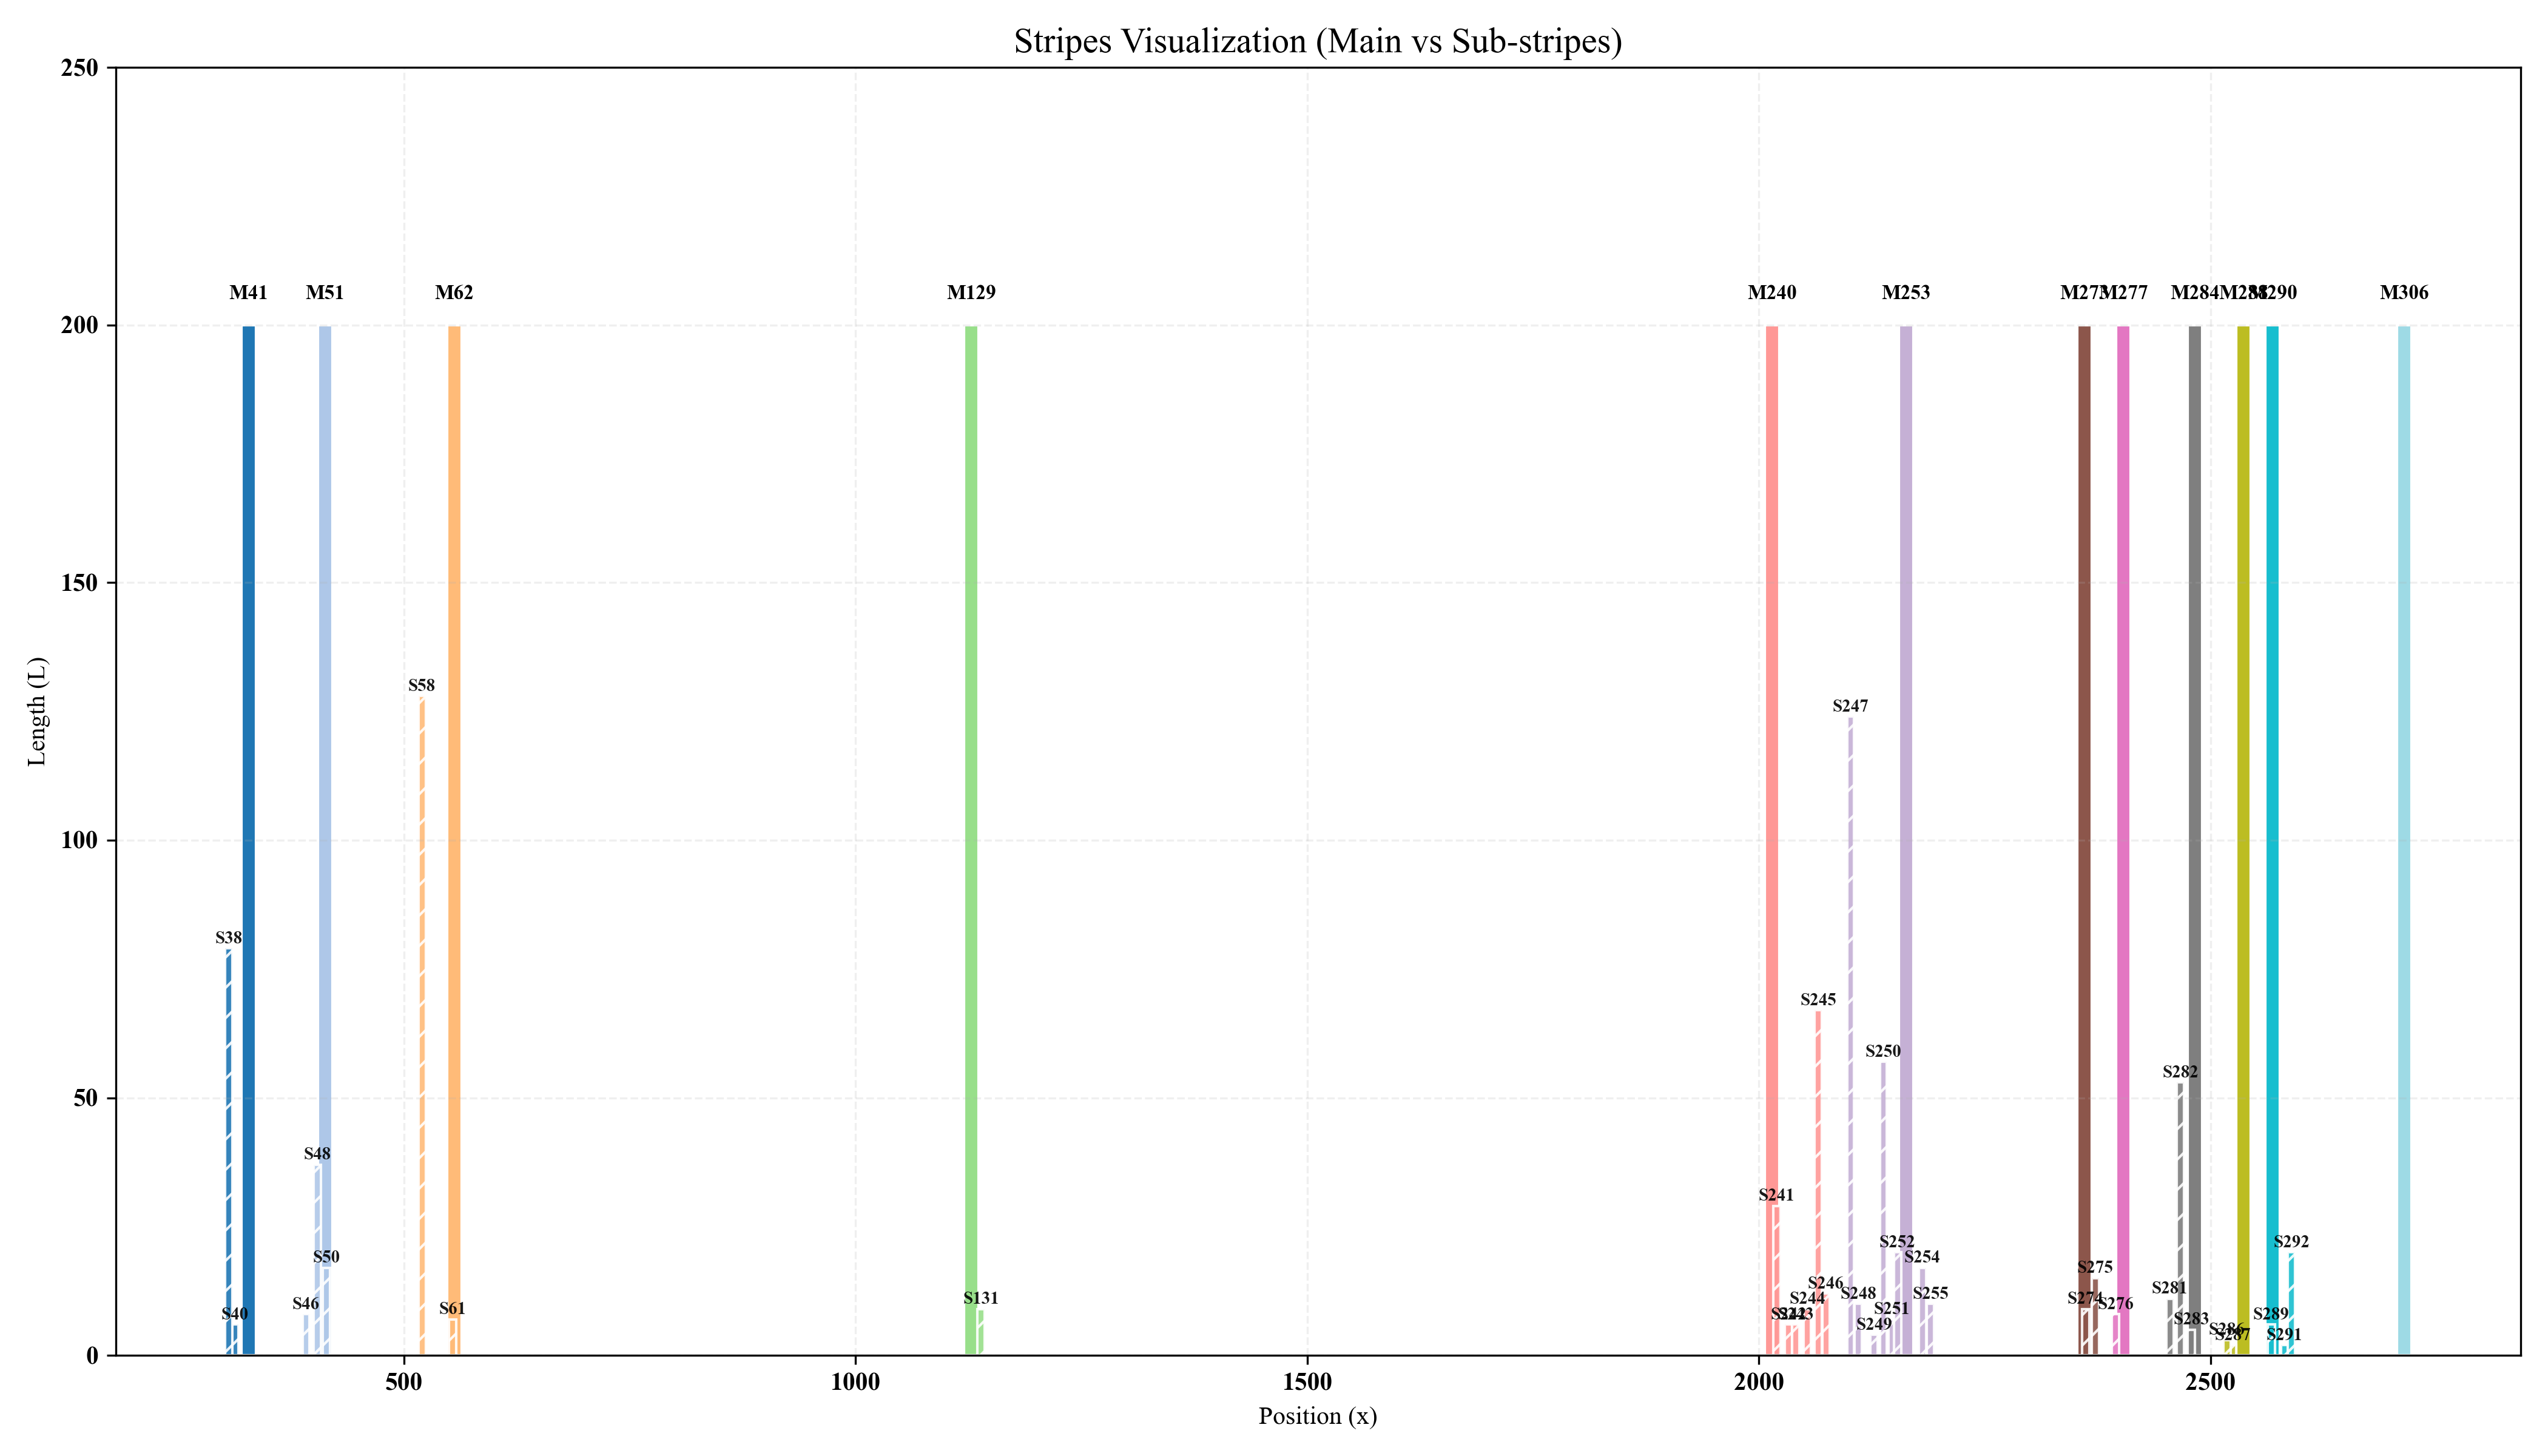 Stripes Visualization (Main vs Sub-stripes)
250
200
150
100
50
0
Length (L)
M41 M51 M62 M129 M240 M253 M277 M284 M290 M306
S58
S247
S38
S245
S250
S282
S48
S241
S50
S252
S292
S254
S275
S46
S40
S61
S131
S244
S246
S248
S249
S251
S255
S274
S276
S281
S283
S289
S287
S291
500 1000 1500 2000 2500
Position (x)